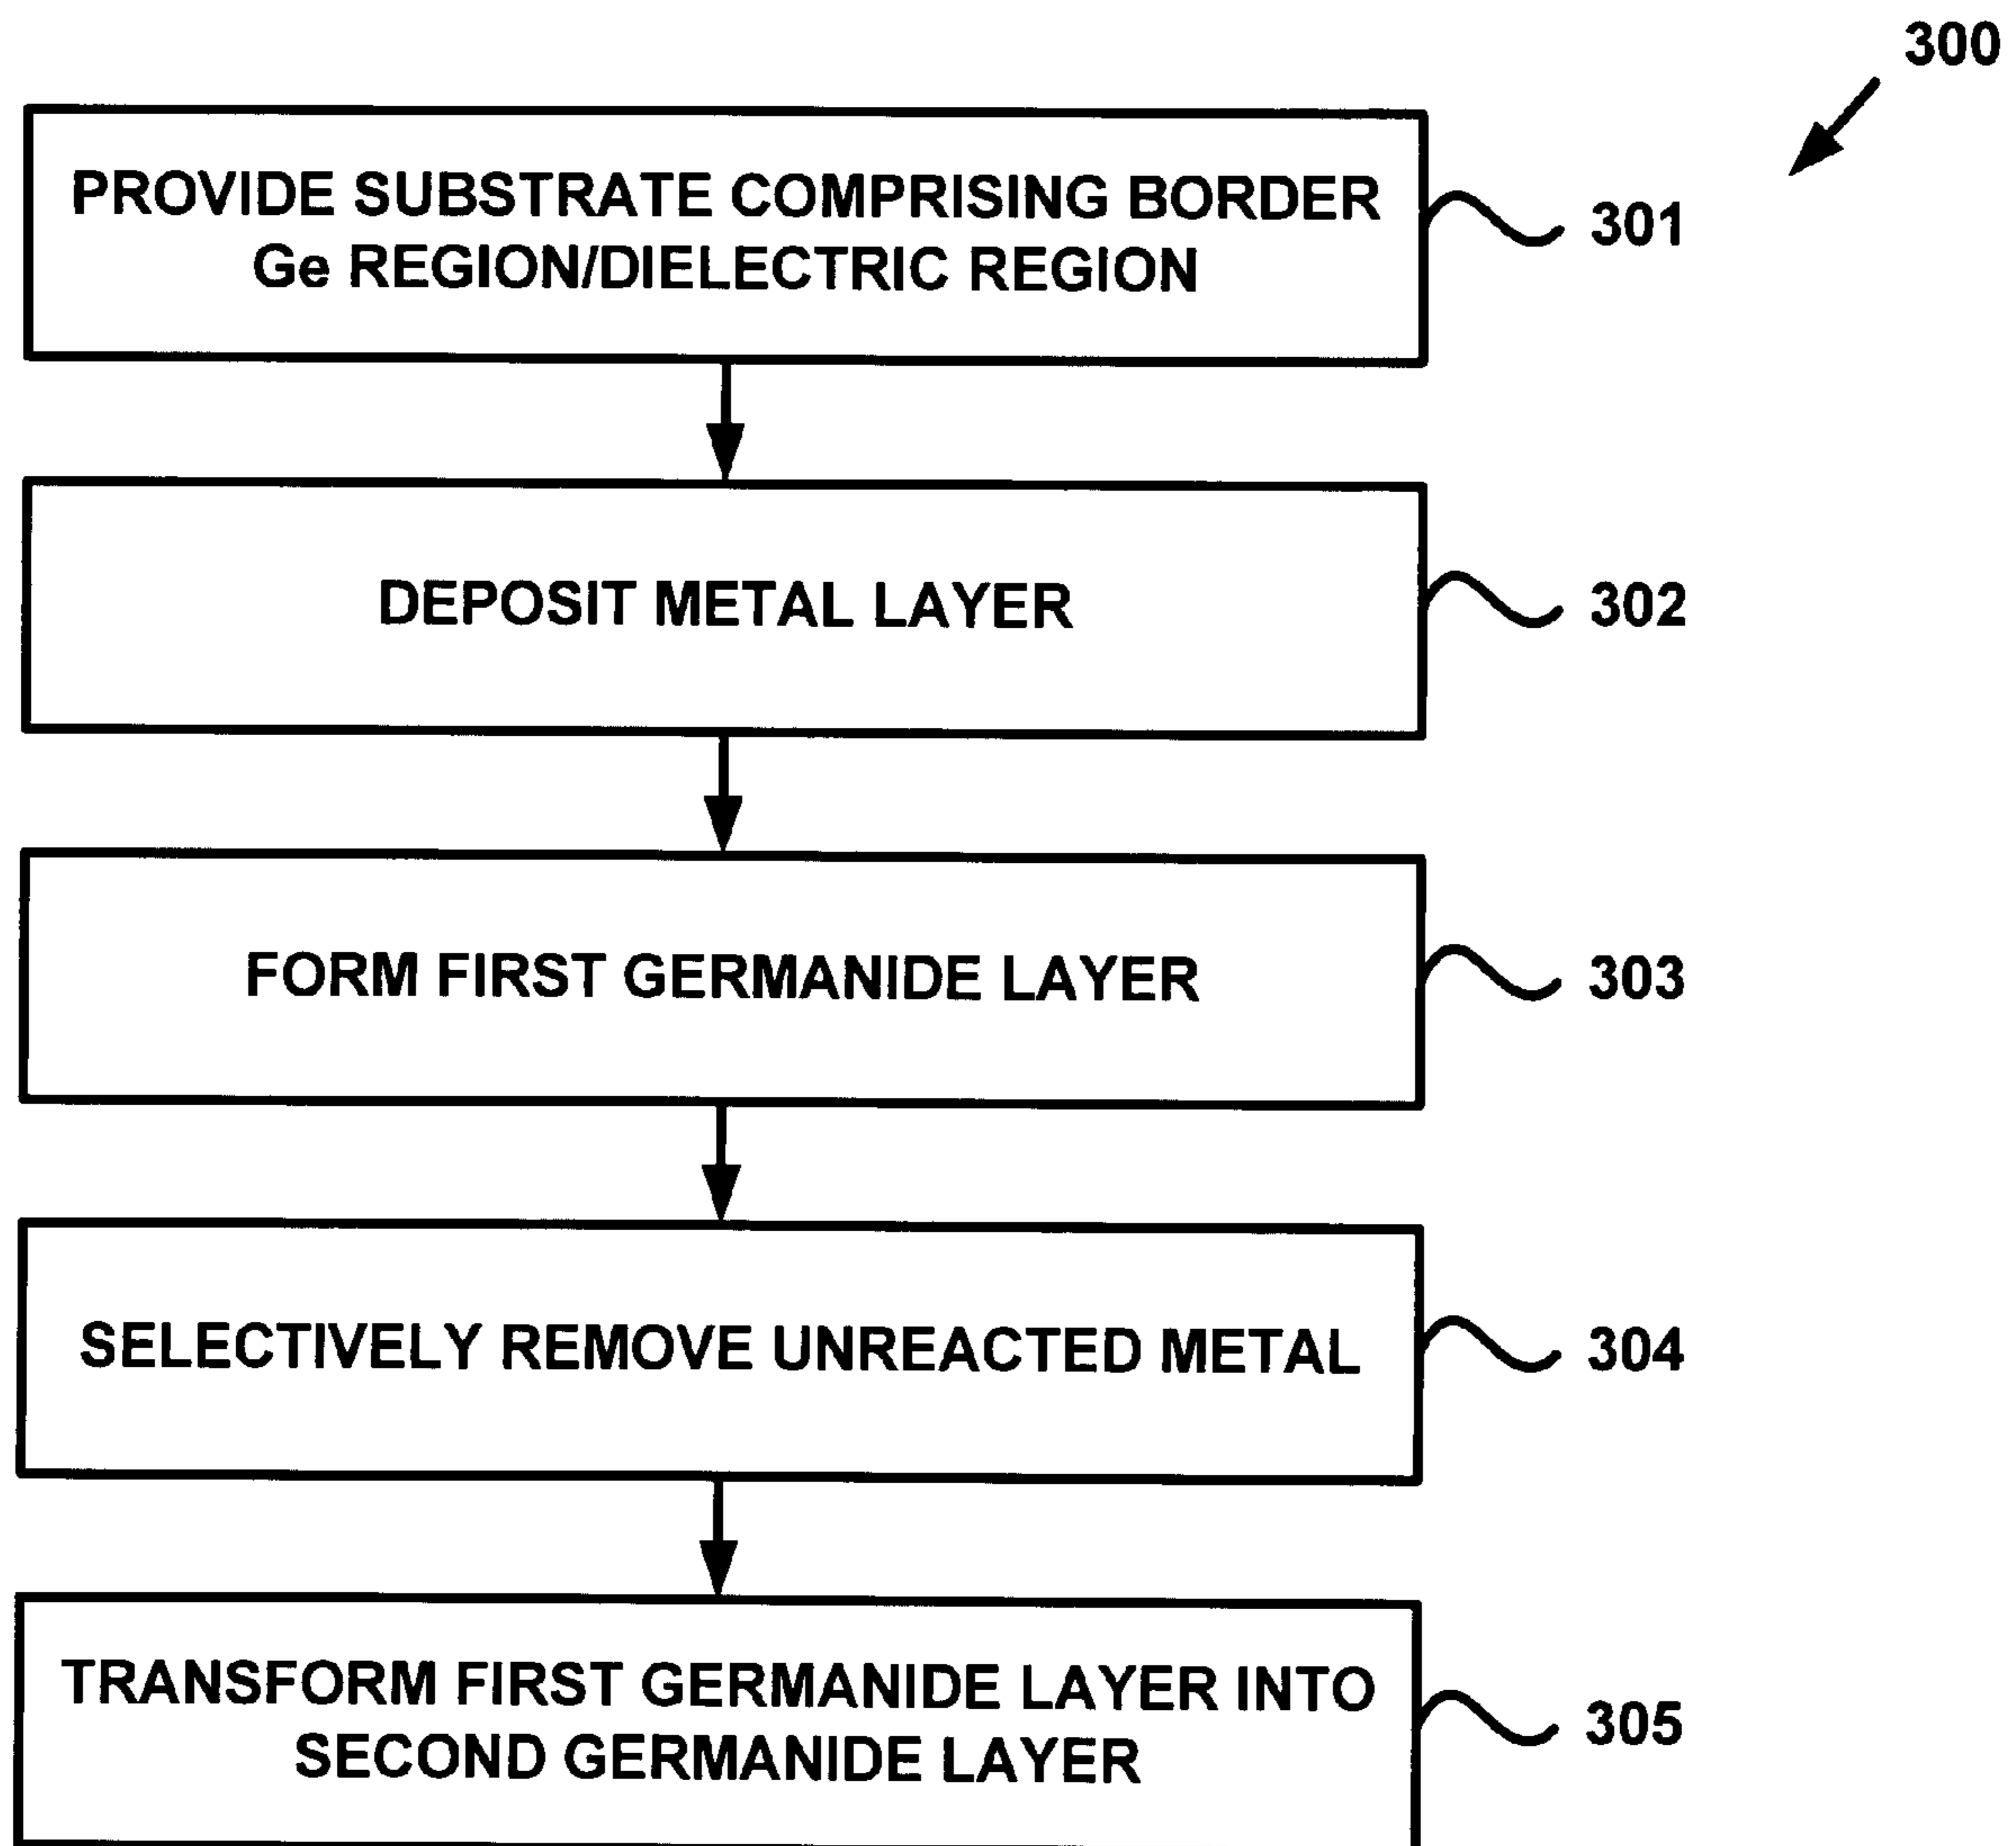 300
PROVIDE SUBSTRATE COMPRISING BORDER
Ge REGION/DIELECTRIC REGION
301
DEPOSIT METAL LAYER
302
FORM FIRST GERMANIDE LAYER
303
SELECTIVELY REMOVE UNREACTED METAL
304
TRANSFORM FIRST GERMANIDE LAYER INTO
SECOND GERMANIDE LAYER
305